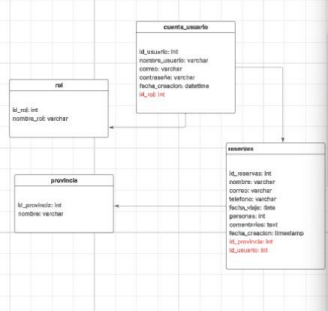 cuenta_usuario
id_usuario: int
nombre_usuario: varchar
correo: varchar
contraseña: varchar
fecha_creacion: datetime
id_rol: int
rol
id_rol: int
nombre_rol: varchar
reservas
id_reservas: int
nombre: varchar
correo: varchar
telefono: varchar
fecha_viaje: date
personas: int
comentarios: text
fecha_creacion: timestamp
id_provincia: int
id_usuario: int
provincia
id_provincia: int
nombre: varchar